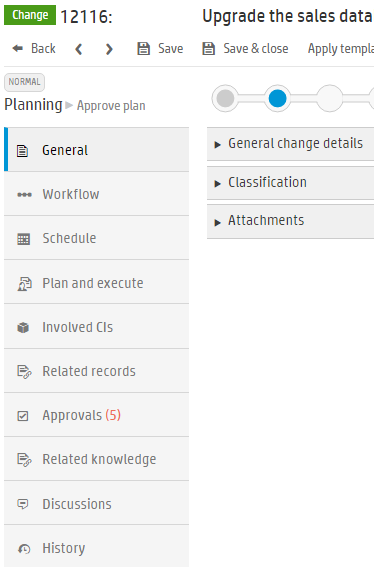 Change 12116: Upgrade the sales data
Back Save Save & close Apply templa
NORMAL
Planning Approve plan
General
Workflow
Schedule
Plan and execute
Involved CIs
Related records
Approvals (5)
Related knowledge
Discussions
History
General change details
Classification
Attachments